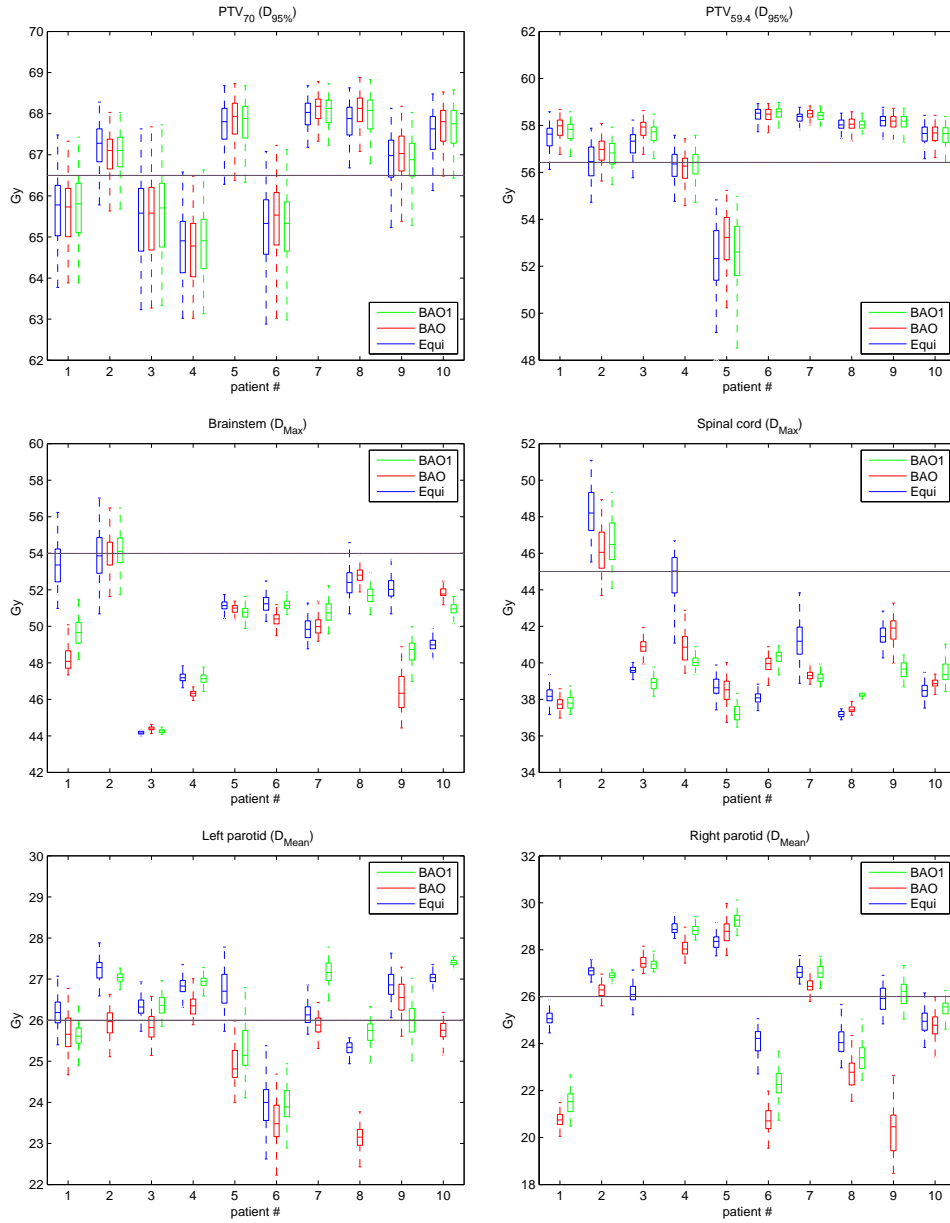 PTV70 (D95%)
70
69
68
67
66
65
64
63
62
Gy
BAO1
BAO
Equi
1 2 3 4 5 6 7 8 9 10
patient #
PTV59.4 (D95%)
62
60
58
56
54
52
50
48
Gy
BAO1
BAO
Equi
1 2 3 4 5 6 7 8 9 10
patient #
Brainstem (DMax)
60
58
56
54
52
50
48
46
44
42
Gy
BAO1
BAO
Equi
1 2 3 4 5 6 7 8 9 10
patient #
Spinal cord (DMax)
52
50
48
46
44
42
40
38
36
34
Gy
BAO1
BAO
Equi
1 2 3 4 5 6 7 8 9 10
patient #
Left parotid (DMean)
30
29
28
27
26
25
24
23
22
Gy
BAO1
BAO
Equi
1 2 3 4 5 6 7 8 9 10
patient #
Right parotid (DMean)
32
30
28
26
24
22
20
18
Gy
BAO1
BAO
Equi
1 2 3 4 5 6 7 8 9 10
patient #